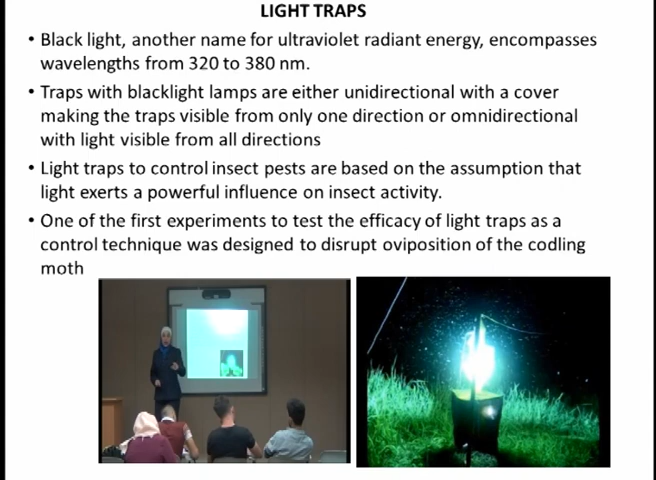 LIGHT TRAPS
• Black light, another name for ultraviolet radiant energy, encompasses
wavelengths from 320 to 380 nm.
• Traps with blacklight lamps are either unidirectional with a cover
making the traps visible from only one direction or omnidirectional
with light visible from all directions
• Light traps to control insect pests are based on the assumption that
light exerts a powerful influence on insect activity.
• One of the first experiments to test the efficacy of light traps as a
control technique was designed to disrupt oviposition of the codling
moth